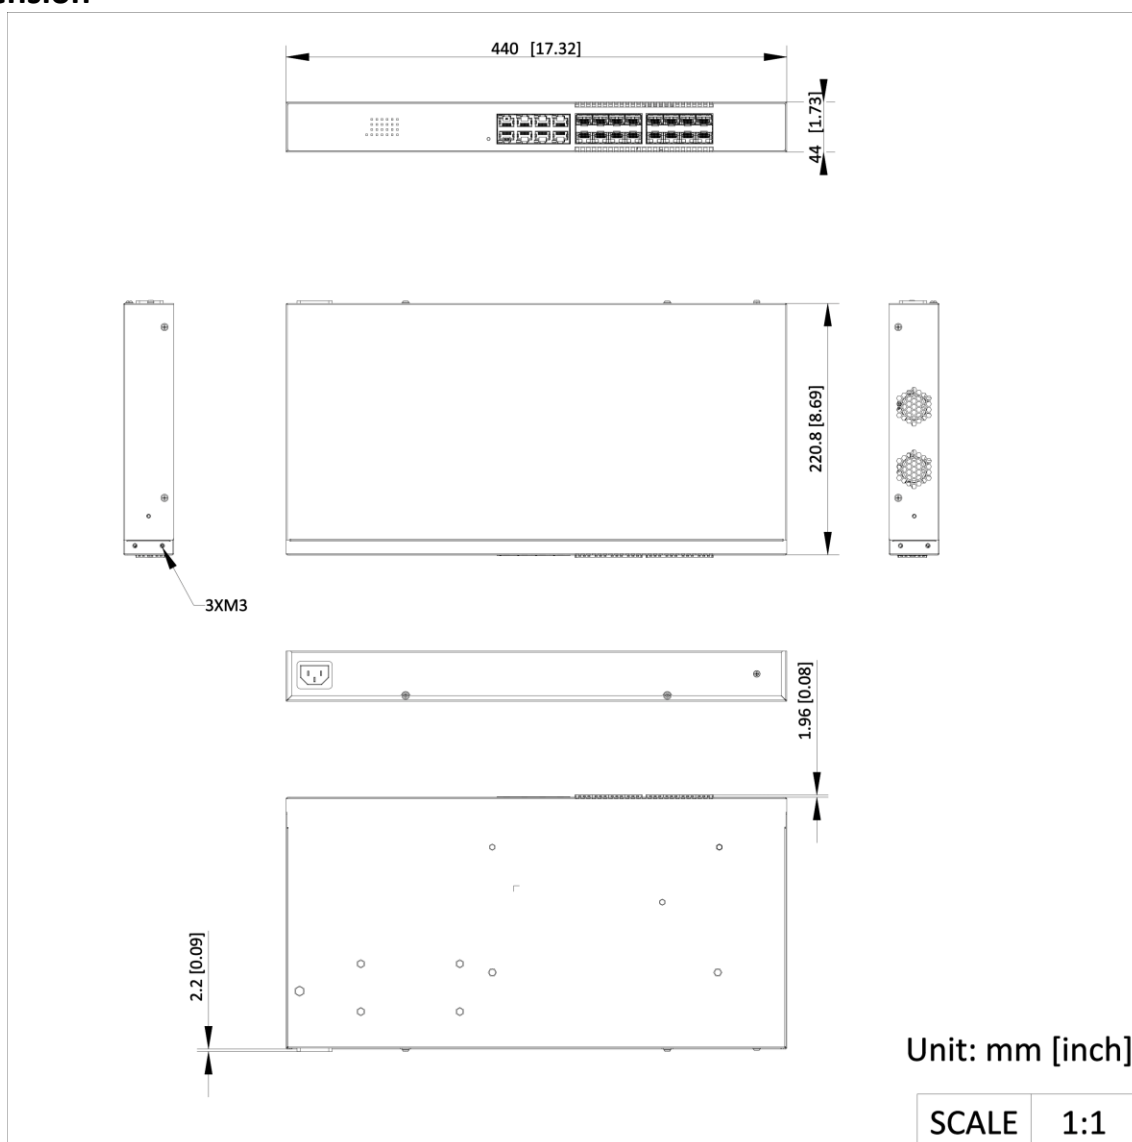 440 [17.32]
44 [1.73]
220.8 [8.69]
3XM3
1.96 [0.08]
2.2 [0.09]
Unit: mm [inch]
SCALE 1:1